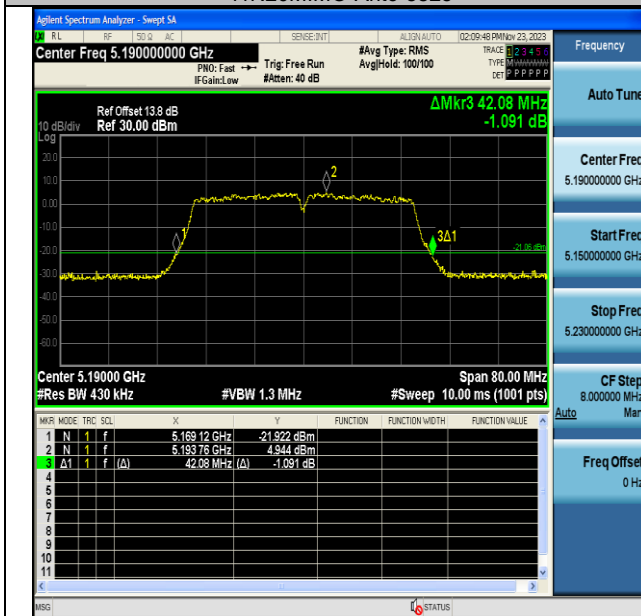 Agilent Spectrum Analyzer - Swept SA
RL RF 50 Ω AC SENSE:INT ALIGN AUTO 02:09:48 PM Nov 23, 2023
Center Freq 5.190000000 GHz
PNO: Fast
IFGain:Low
Trig: Free Run
#Atten: 40 dB
#Avg Type: RMS
Avg|Hold: 100/100
TRACE 1 2 3 4 5 6
TYPE M
DET P P P P P P
Ref Offset 13.8 dB
10 dB/div Ref 30.00 dBm
Log
ΔMkr3 42.08 MHz
-1.091 dB
20.0
10.0
0.00
-10.0
-20.0
-30.0
-40.0
-50.0
-60.0
1
2
3Δ1
-21.06 dBm
Center 5.19000 GHz Span 80.00 MHz
#Res BW 430 kHz #VBW 1.3 MHz #Sweep 10.00 ms (1001 pts)
MKR MODE TRC SCL X Y FUNCTION FUNCTION WIDTH FUNCTION VALUE
1 N 1 f 5.169 12 GHz -21.922 dBm
2 N 1 f 5.193 76 GHz 4.944 dBm
3 Δ1 1 f (Δ) 42.08 MHz (Δ) -1.091 dB
4
5
6
7
8
9
10
11
MSG STATUS
Frequency
Auto Tune
Center Freq
5.190000000 GHz
Start Freq
5.150000000 GHz
Stop Freq
5.230000000 GHz
CF Step
8.000000 MHz
Auto Man
Freq Offset
0 Hz